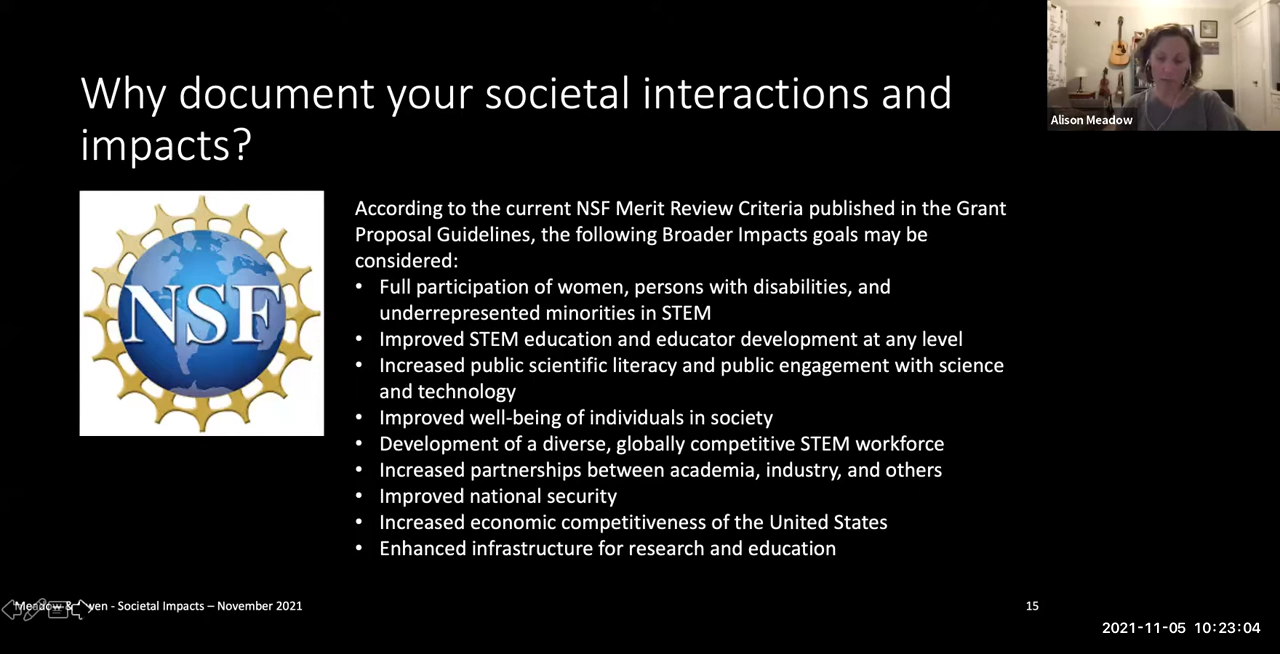 Why document your societal interactions and
impacts?
Alison Meadow
NSF
According to the current NSF Merit Review Criteria published in the Grant
Proposal Guidelines, the following Broader Impacts goals may be
considered:
• Full participation of women, persons with disabilities, and
underrepresented minorities in STEM
• Improved STEM education and educator development at any level
• Increased public scientific literacy and public engagement with science
and technology
• Improved well-being of individuals in society
• Development of a diverse, globally competitive STEM workforce
• Increased partnerships between academia, industry, and others
• Improved national security
• Increased economic competitiveness of the United States
• Enhanced infrastructure for research and education
Meadow & - Societal Impacts – November 2021
15
2021-11-05 10:23:04